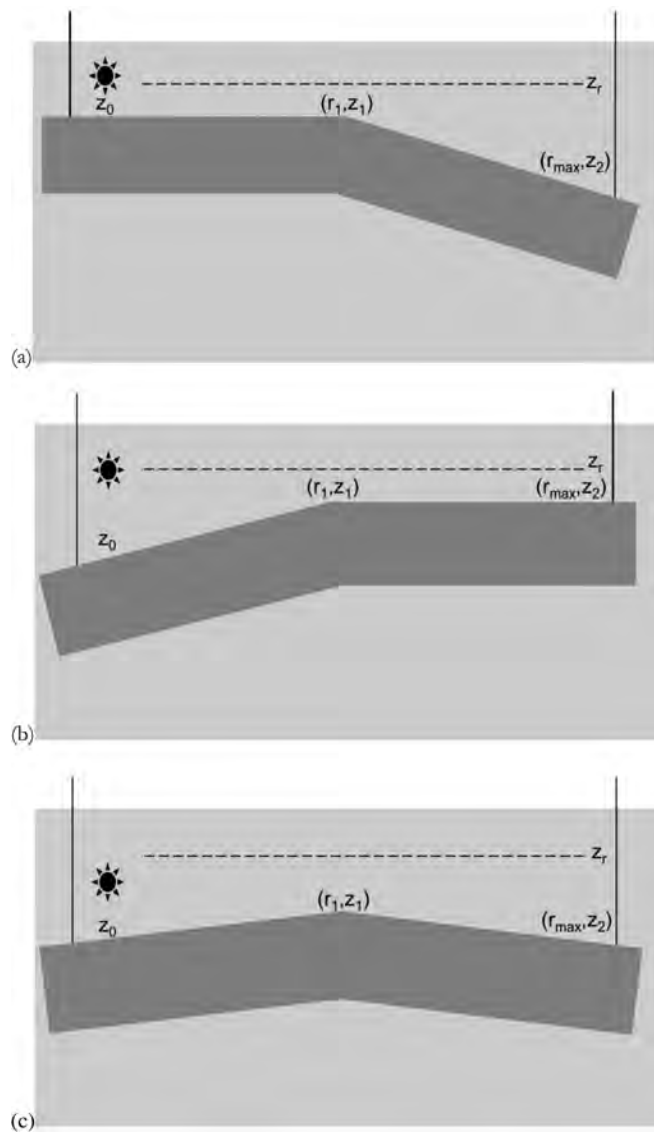 z₀ (r₁,z₁) zᵣ
(rₘₐₓ,z₂)
(a)
zᵣ
(r₁,z₁) (rₘₐₓ,z₂)
z₀
(b)
zᵣ
(r₁,z₁)
z₀ (rₘₐₓ,z₂)
(c)